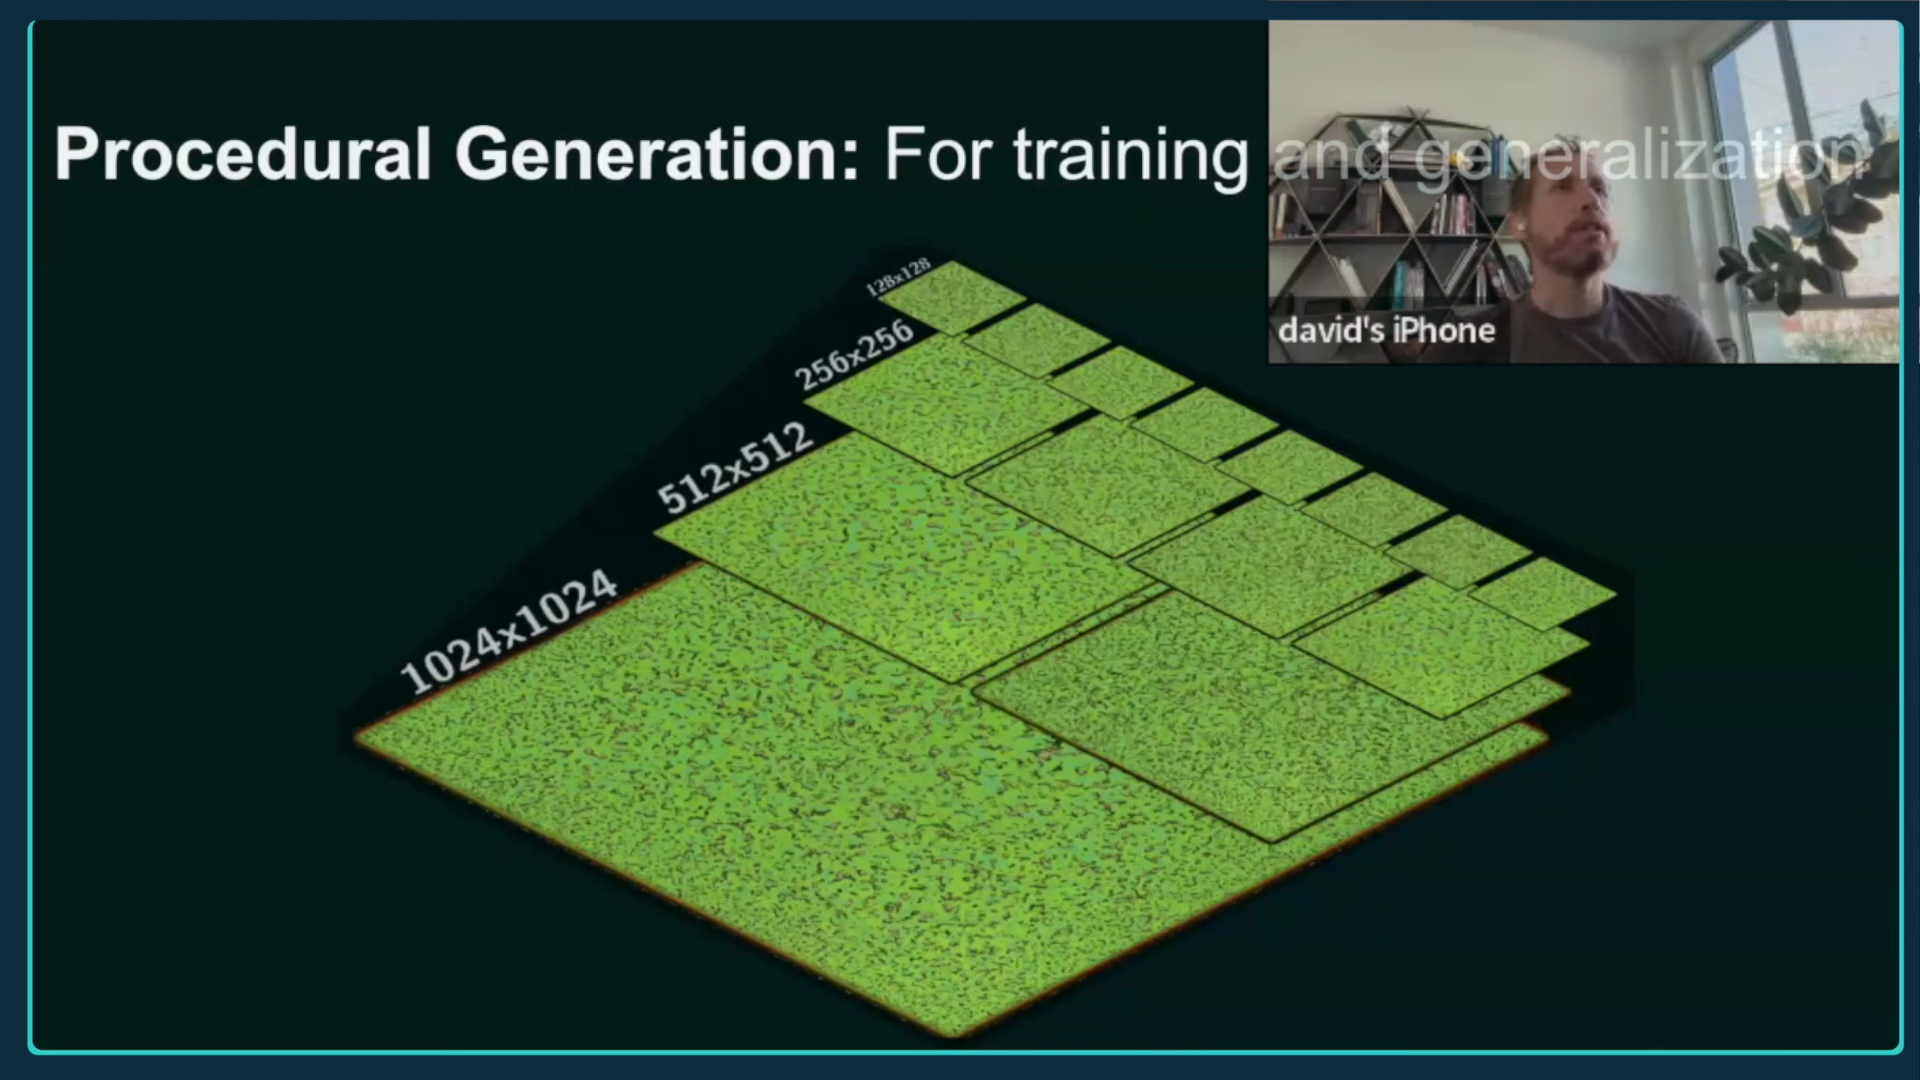 Procedural Generation: For training and generalization
128x128
256x256
512x512
1024x1024
david's iPhone